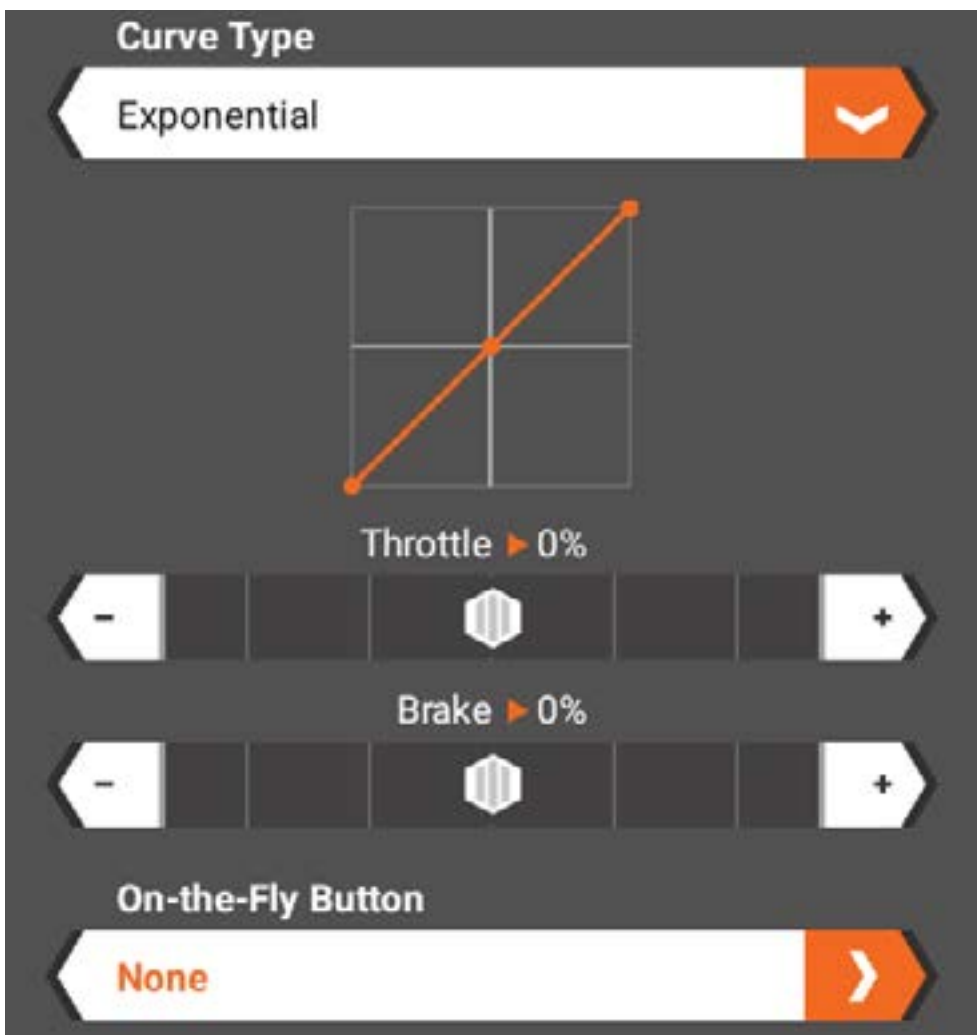 Curve Type
Exponential
Throttle ▶ 0%
- +
Brake ▶ 0%
- +
On-the-Fly Button
None